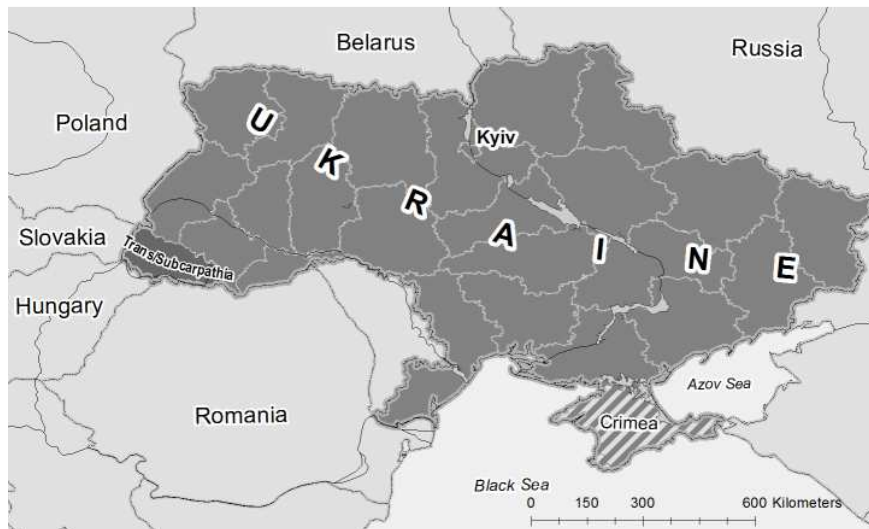 Belarus
Russia
Poland
Kyiv
UKRAINE
Slovakia
Trans/Subcarpathia
Hungary
Azov Sea
Romania
Crimea
Black Sea
0 150 300 600 Kilometers